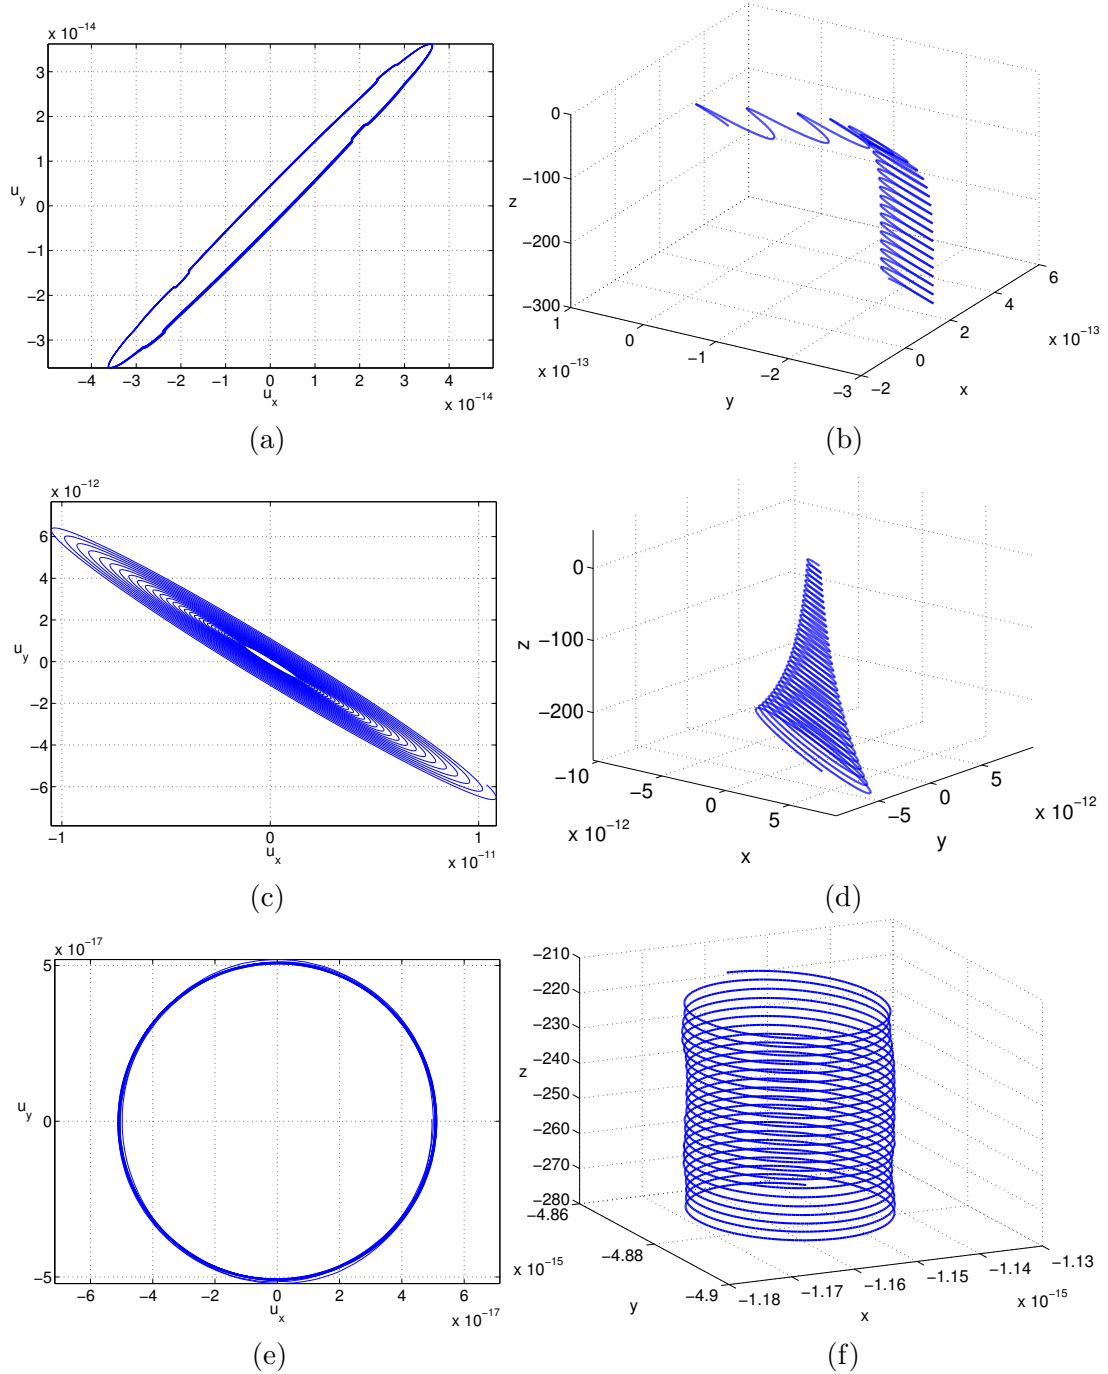 x 10⁻¹⁴
3
2
1
0
−1
−2
−3
u_y
−4 −3 −2 −1 0 1 2 3 4 5
u_x
x 10⁻¹⁴
(a)
0
−100
−200
−300
z
1 0 −1 −2 −3
x 10⁻¹³
y
−2 0 2 4 6
x 10⁻¹³
x
(b)
x 10⁻¹²
6
4
2
0
−2
−4
−6
u_y
−1 0 1
u_x
x 10⁻¹¹
(c)
0
−100
−200
z
−10 −5 0 5
x 10⁻¹²
x
−5 0 5
x 10⁻¹²
y
(d)
x 10⁻¹⁷
5
0
−5
u_y
−6 −4 −2 0 2 4 6
u_x
x 10⁻¹⁷
(e)
−210
−220
−230
−240
−250
−260
−270
−280
z
−4.86 −4.88 −4.9
x 10⁻¹⁵
y
−1.18 −1.17 −1.16 −1.15 −1.14 −1.13
x 10⁻¹⁵
x
(f)